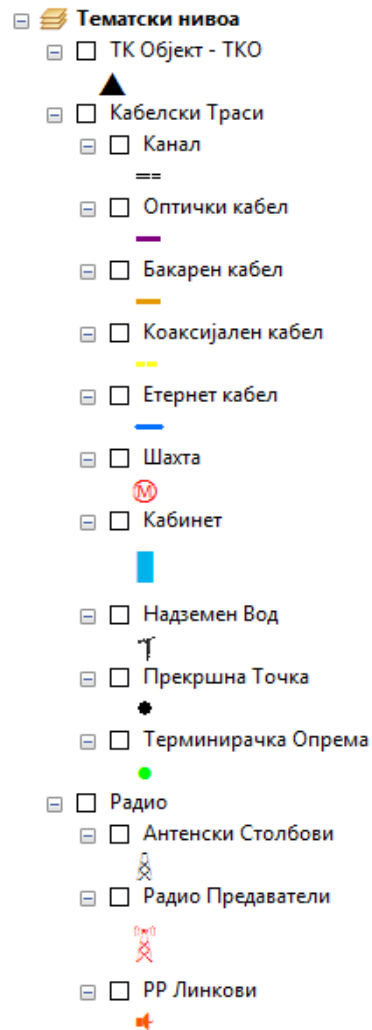 Тематски нивоа
ТК Објект - ТКО
Кабелски Траси
Канал
Оптички кабел
Бакарен кабел
Коаксијален кабел
Етернет кабел
Шахта
M
Кабинет
Надземен Вод
Прекршна Точка
Терминирачка Опрема
Радио
Антенски Столбови
Радио Предаватели
РР Линкови